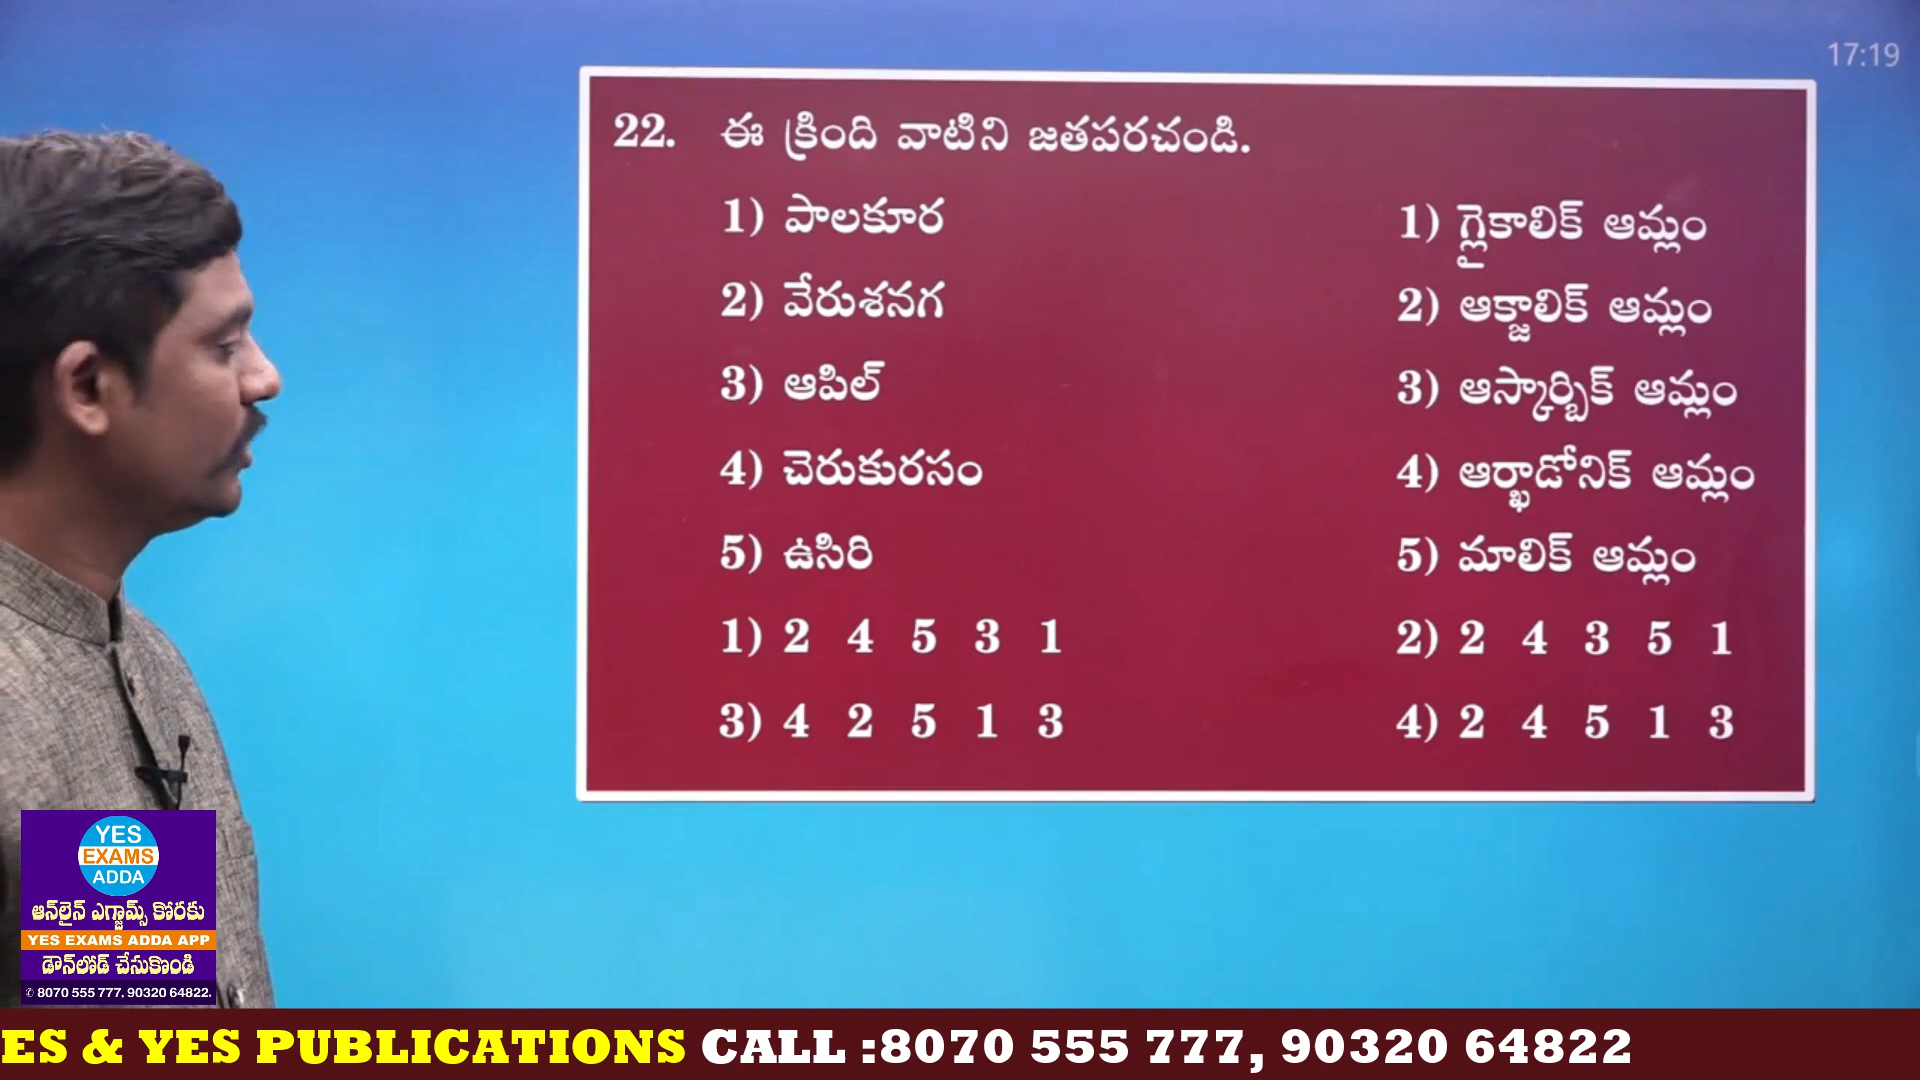 17:19
22. ఈ క్రింది వాటిని జతపరచండి.
1) పాలకూర 1) గ్లైకాలిక్ ఆమ్లం
2) వేరుశనగ 2) ఆక్జాలిక్ ఆమ్లం
3) ఆపిల్ 3) ఆస్కార్బిక్ ఆమ్లం
4) చెరుకురసం 4) ఆర్ఖాడోనిక్ ఆమ్లం
5) ఉసిరి 5) మాలిక్ ఆమ్లం
1) 2 4 5 3 1 2) 2 4 3 5 1
3) 4 2 5 1 3 4) 2 4 5 1 3
YES
EXAMS
ADDA
ఆన్‌లైన్ ఎగ్జామ్స్ కొరకు
YES EXAMS ADDA APP
డౌన్‌లోడ్ చేసుకొండి
✆ 8070 555 777, 90320 64822.
ES & YES PUBLICATIONS CALL :8070 555 777, 90320 64822